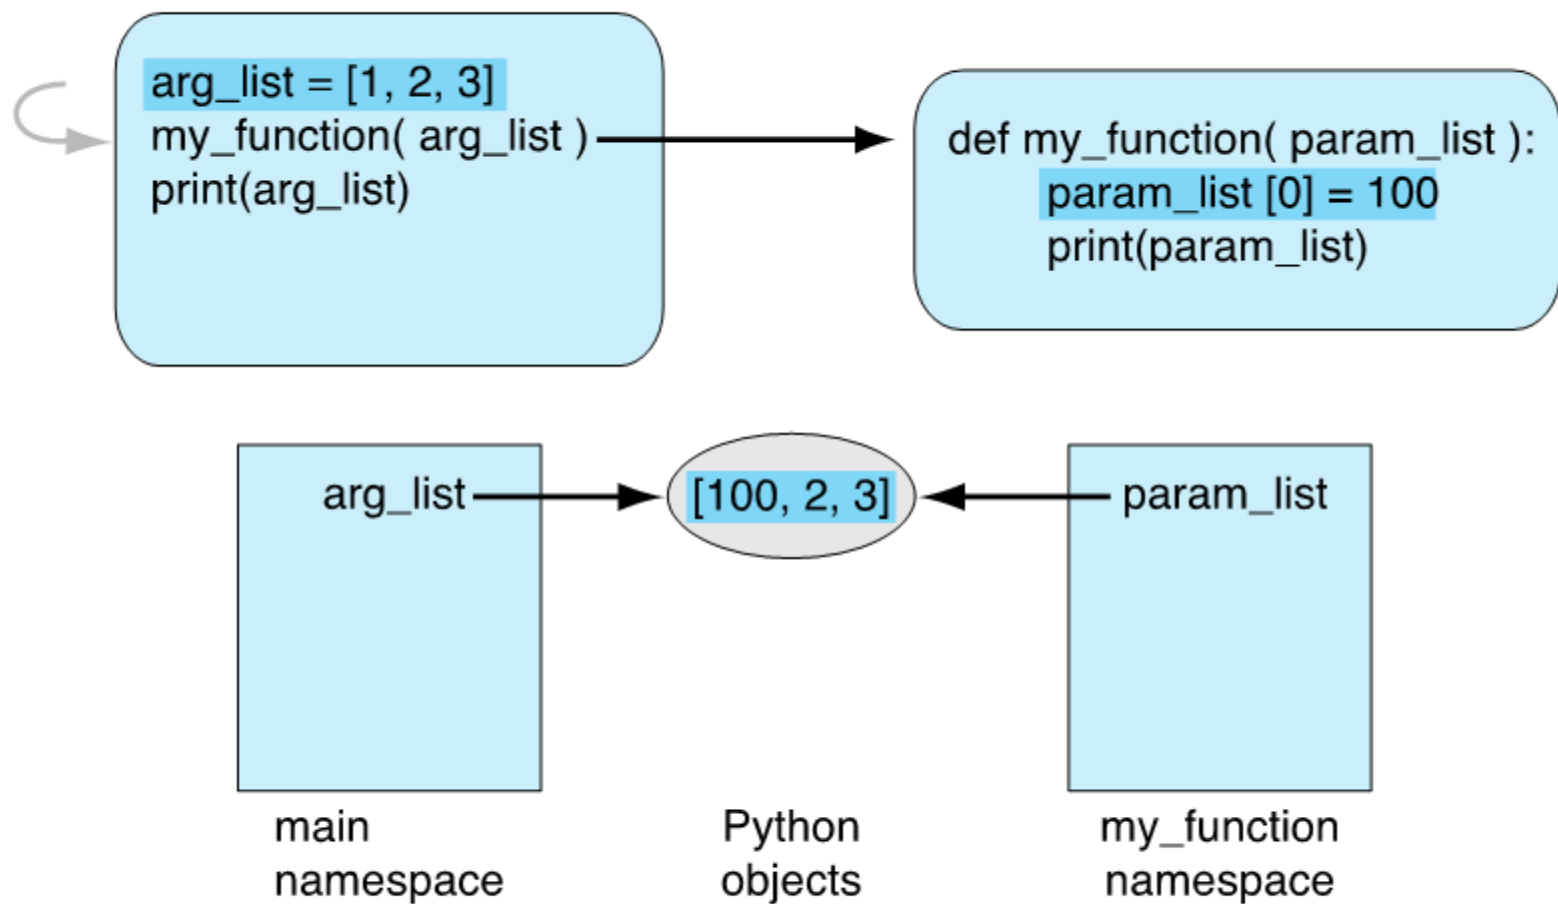 arg_list = [1, 2, 3]
my_function( arg_list )
print(arg_list)
def my_function( param_list ):
param_list [0] = 100
print(param_list)
arg_list
[100, 2, 3]
param_list
main
namespace
Python
objects
my_function
namespace